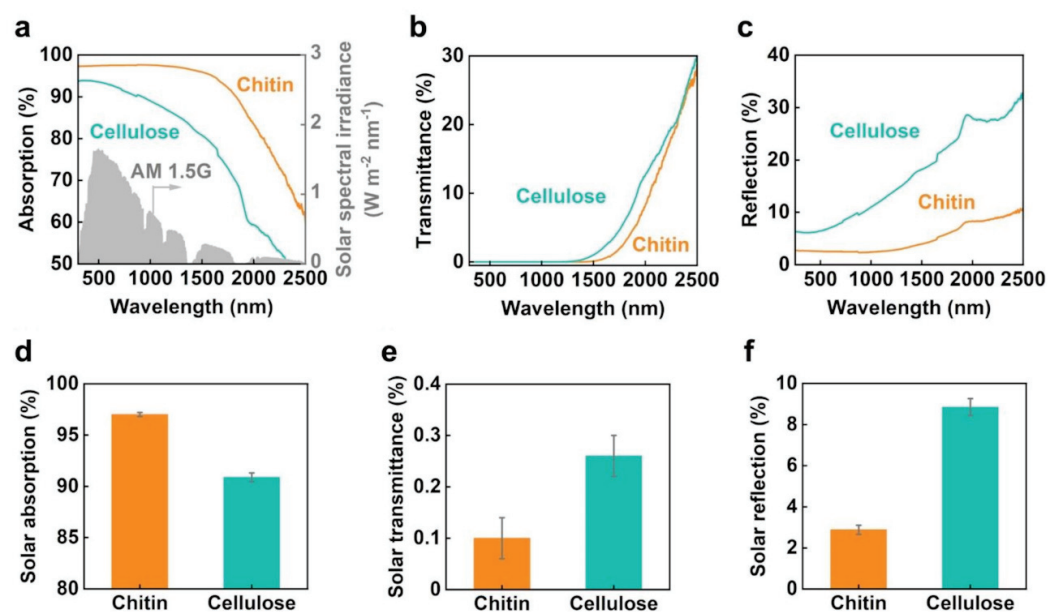 a
Absorption (%)
100
90
80
70
60
50
Chitin
Cellulose
AM 1.5G
3
2
1
0
Solar spectral irradiance
(W m⁻² nm⁻¹)
500 1000 1500 2000 2500
Wavelength (nm)
b
Transmittance (%)
30
20
10
0
Cellulose
Chitin
500 1000 1500 2000 2500
Wavelength (nm)
c
Reflection (%)
40
30
20
10
0
Cellulose
Chitin
500 1000 1500 2000 2500
Wavelength (nm)
d
Solar absorption (%)
100
95
90
85
80
Chitin Cellulose
e
Solar transmittance (%)
0.4
0.3
0.2
0.1
0
Chitin Cellulose
f
Solar reflection (%)
10
8
6
4
2
0
Chitin Cellulose